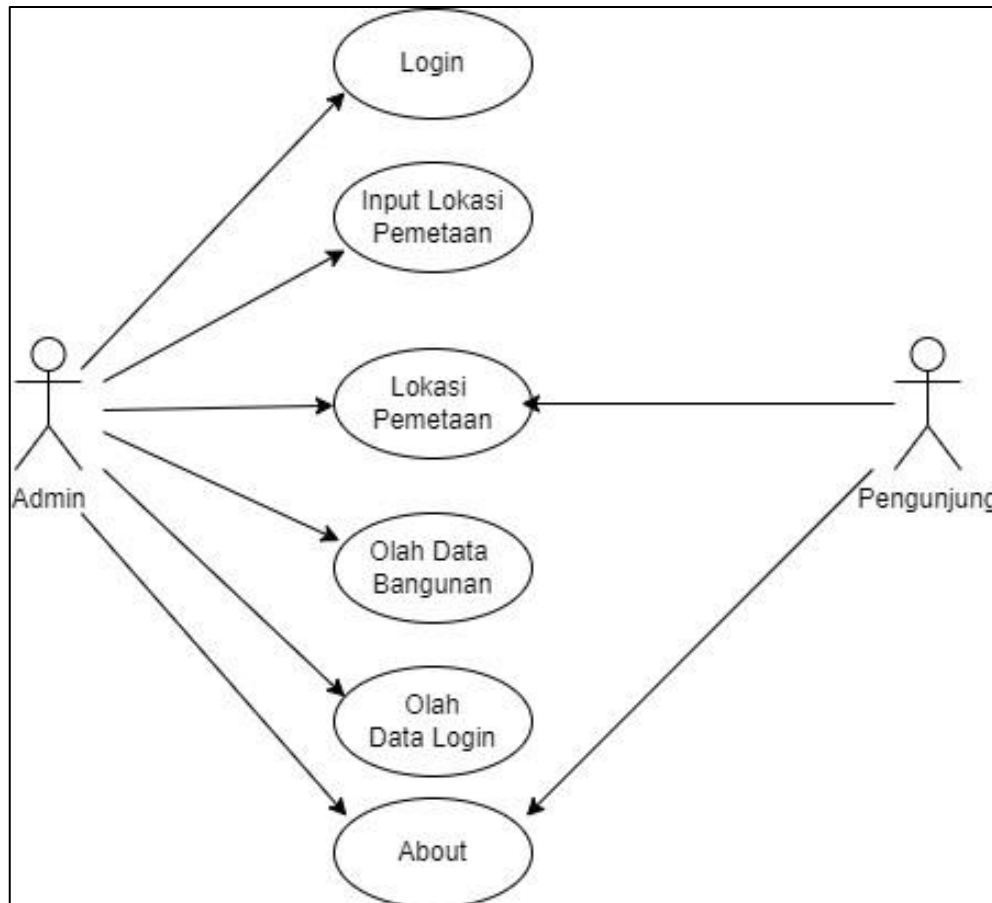 Login
Input Lokasi
Pemetaan
Lokasi
Pemetaan
Admin
Pengunjung
Olah Data
Bangunan
Olah
Data Login
About